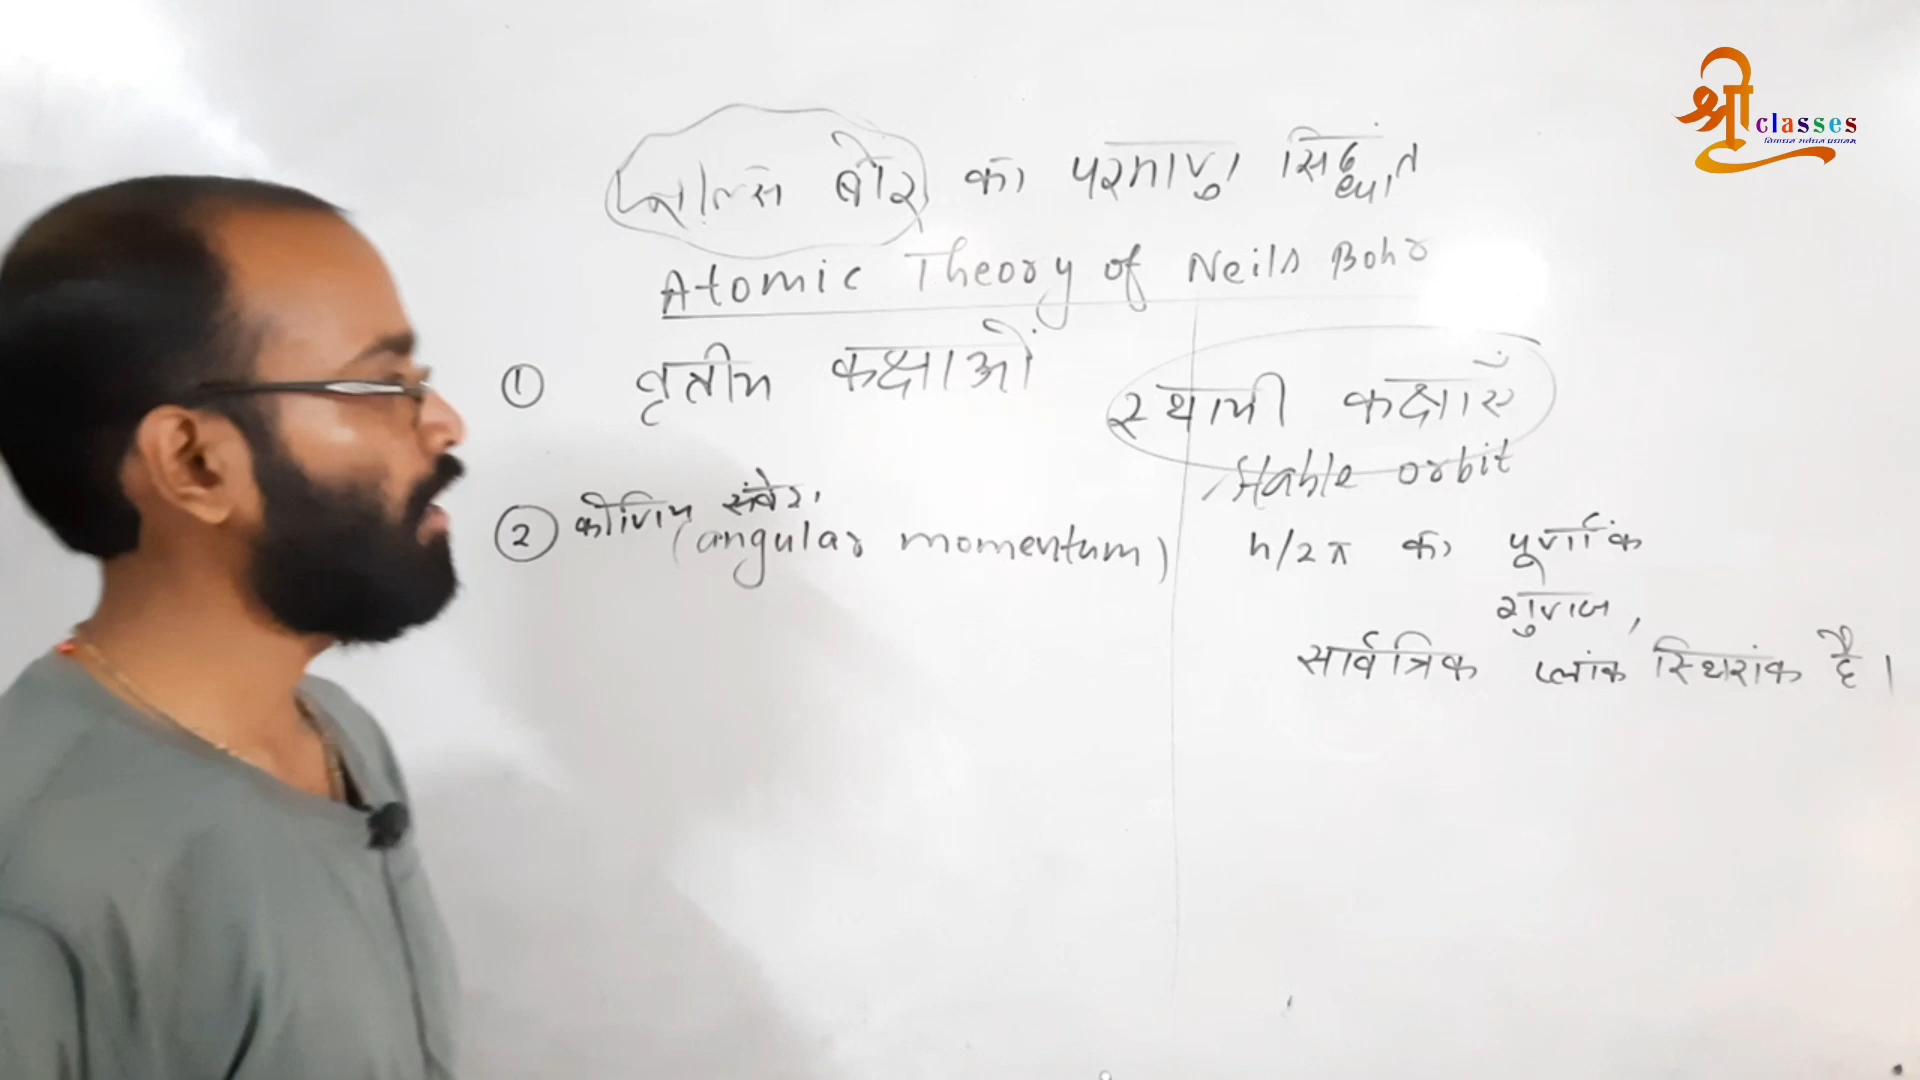 श्री classes
नील्स बोर का परमाणु सिद्धांत
Atomic Theory of Neils Bohr
① वृतीय कक्षाओं
स्थायी कक्षाएँ
Stable orbit
② कोणिय संवेग
(angular momentum)
h/2π का पूर्णांक
गुणज,
सार्वत्रिक प्लांक स्थिरांक है।